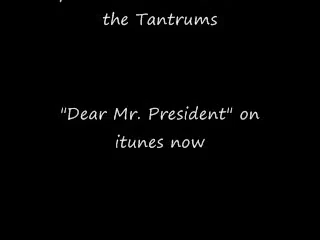 the Tantrums
"Dear Mr. President" on
itunes now